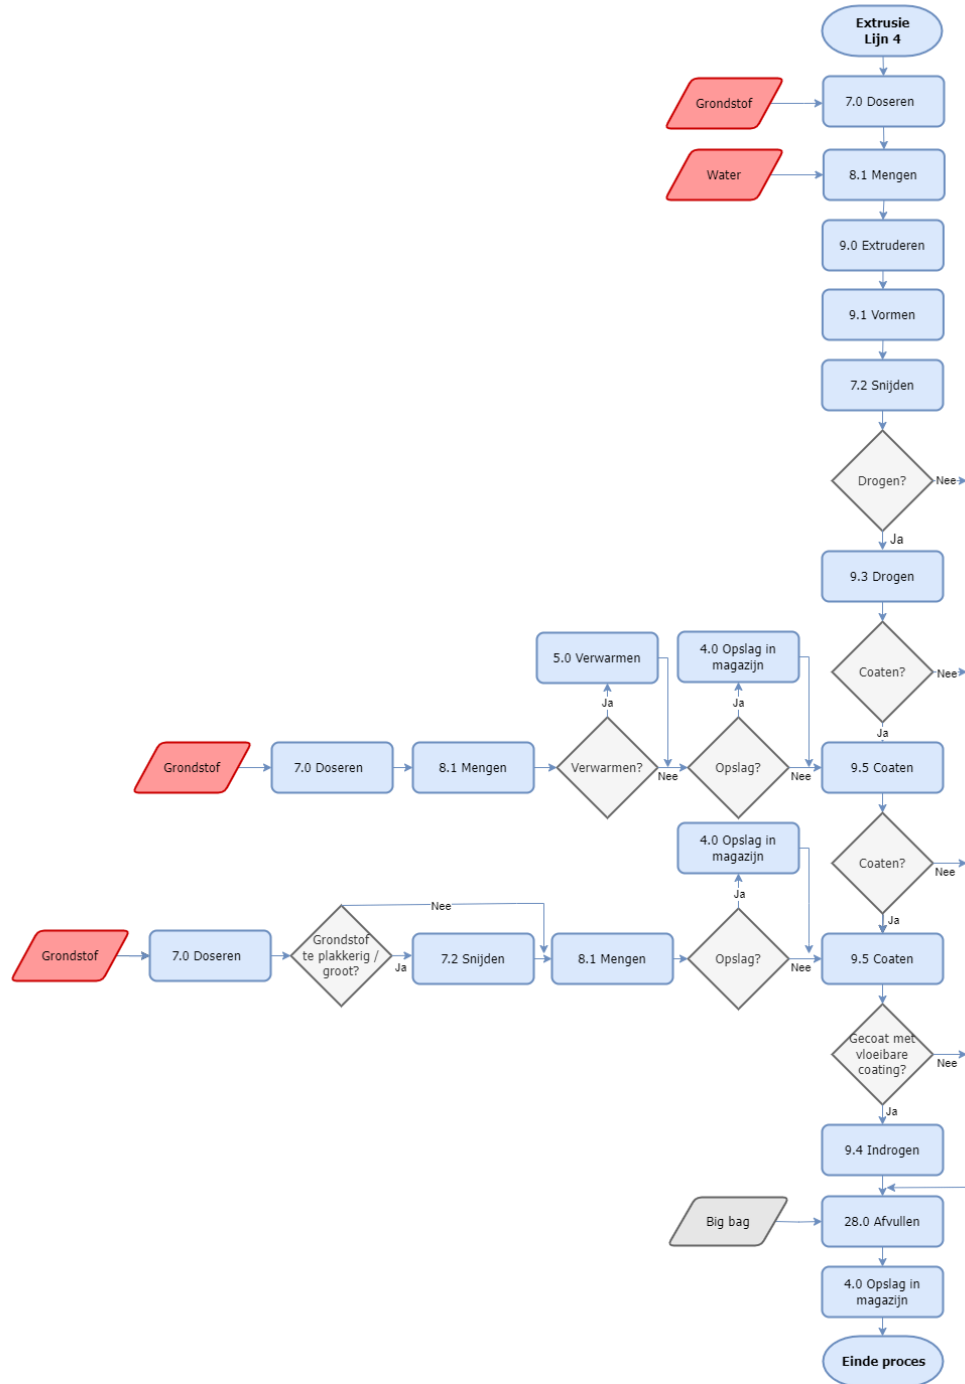 Extrusie
Lijn 4
Grondstof
7.0 Doseren
Water
8.1 Mengen
9.0 Extruderen
9.1 Vormen
7.2 Snijden
Drogen?
Nee
Ja
9.3 Drogen
5.0 Verwarmen
4.0 Opslag in
magazijn
Coaten?
Nee
Ja
Ja
Ja
Grondstof
7.0 Doseren
8.1 Mengen
Verwarmen?
Nee
Opslag?
Nee
9.5 Coaten
4.0 Opslag in
magazijn
Coaten?
Nee
Ja
Nee
Ja
Grondstof
7.0 Doseren
Grondstof
te plakkerig /
groot?
Ja
7.2 Snijden
8.1 Mengen
Opslag?
Nee
9.5 Coaten
Gecoat met
vloeibare
coating?
Nee
Ja
9.4 Indrogen
Big bag
28.0 Afvullen
4.0 Opslag in
magazijn
Einde proces